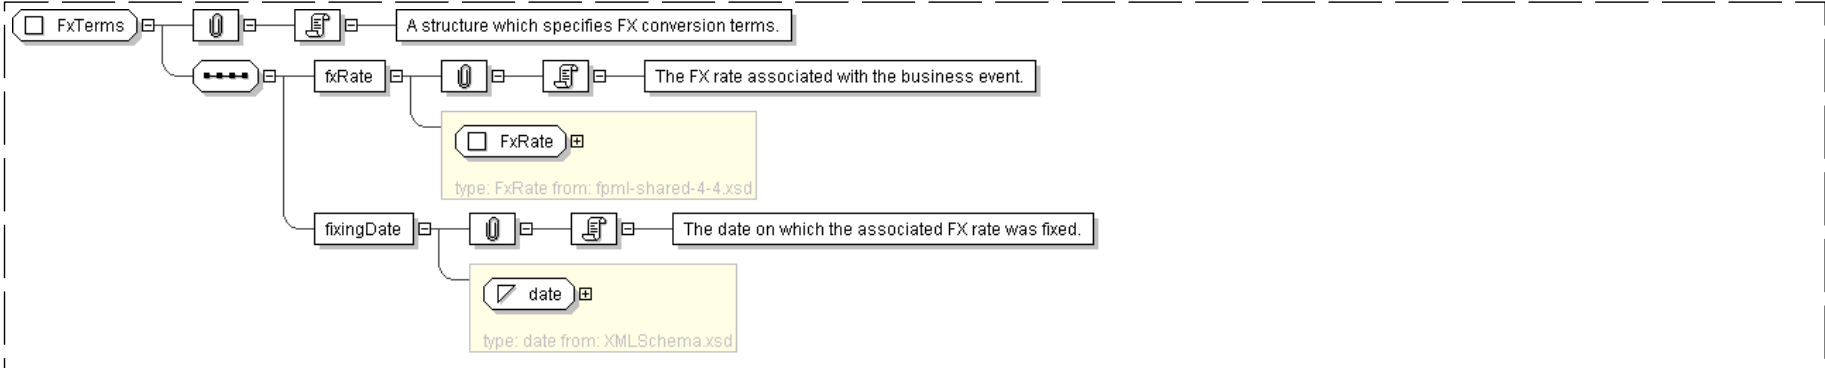 FxTerms A structure which specifies FX conversion terms.
fxRate The FX rate associated with the business event.
FxRate
type: FxRate from: fpml-shared-4-4.xsd
fixingDate The date on which the associated FX rate was fixed.
date
type: date from: XMLSchema.xsd